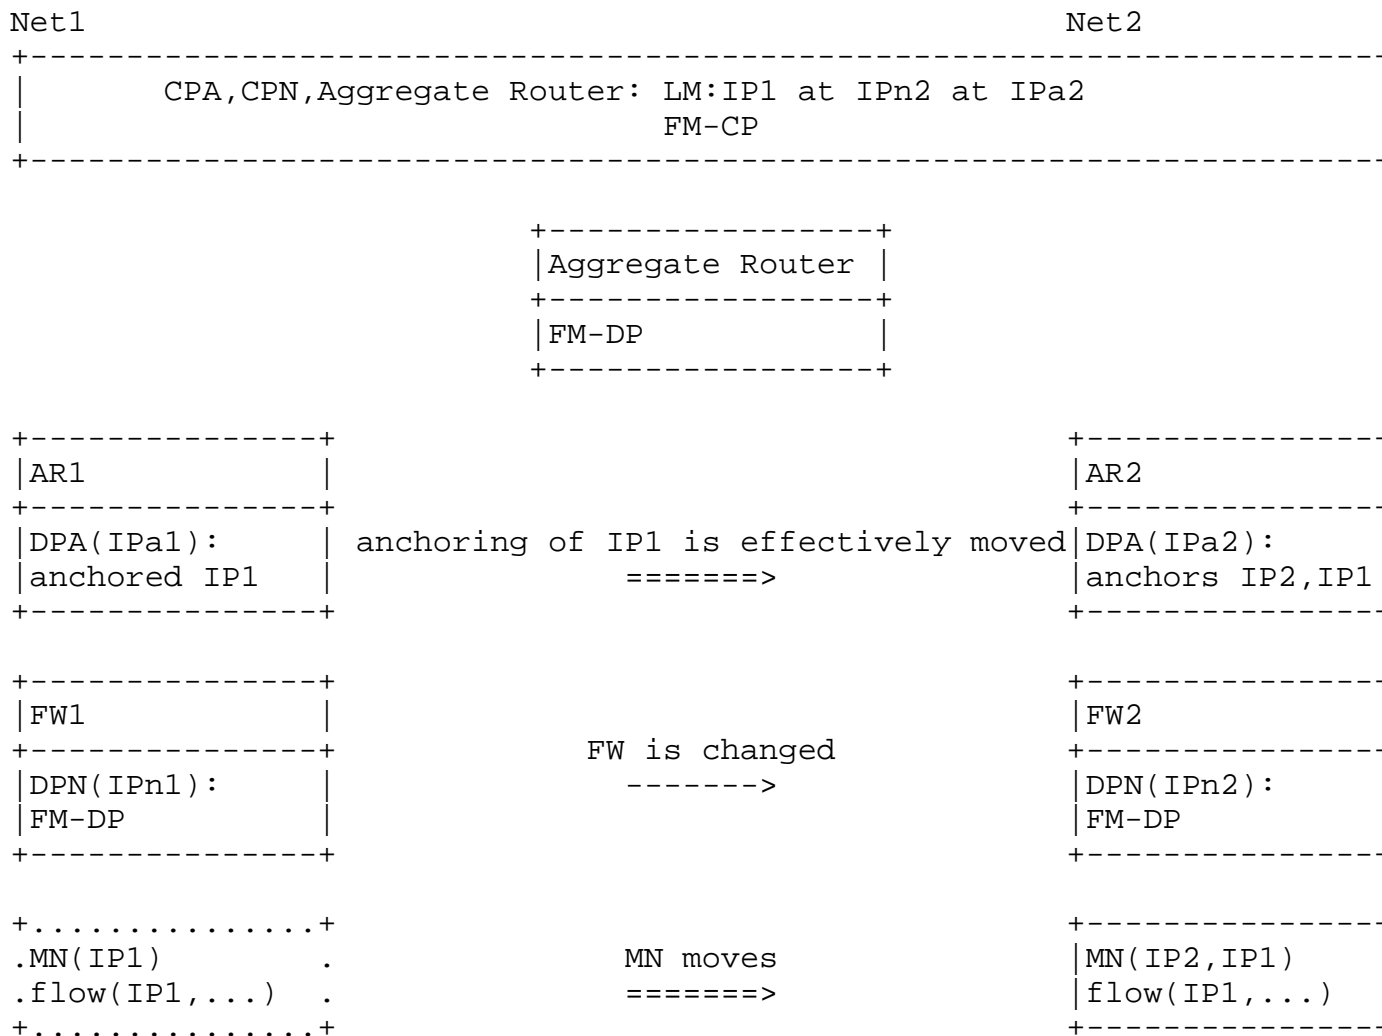 Net1 Net2
CPA,CPN,Aggregate Router: LM:IP1 at IPn2 at IPa2
FM-CP
Aggregate Router
FM-DP
AR1 AR2
DPA(IPa1): anchoring of IP1 is effectively moved DPA(IPa2):
anchored IP1 =======> anchors IP2,IP1
FW1 FW2
FW is changed
DPN(IPn1): -------> DPN(IPn2):
FM-DP FM-DP
.MN(IP1) . MN moves MN(IP2,IP1)
.flow(IP1,...) . =======> flow(IP1,...)